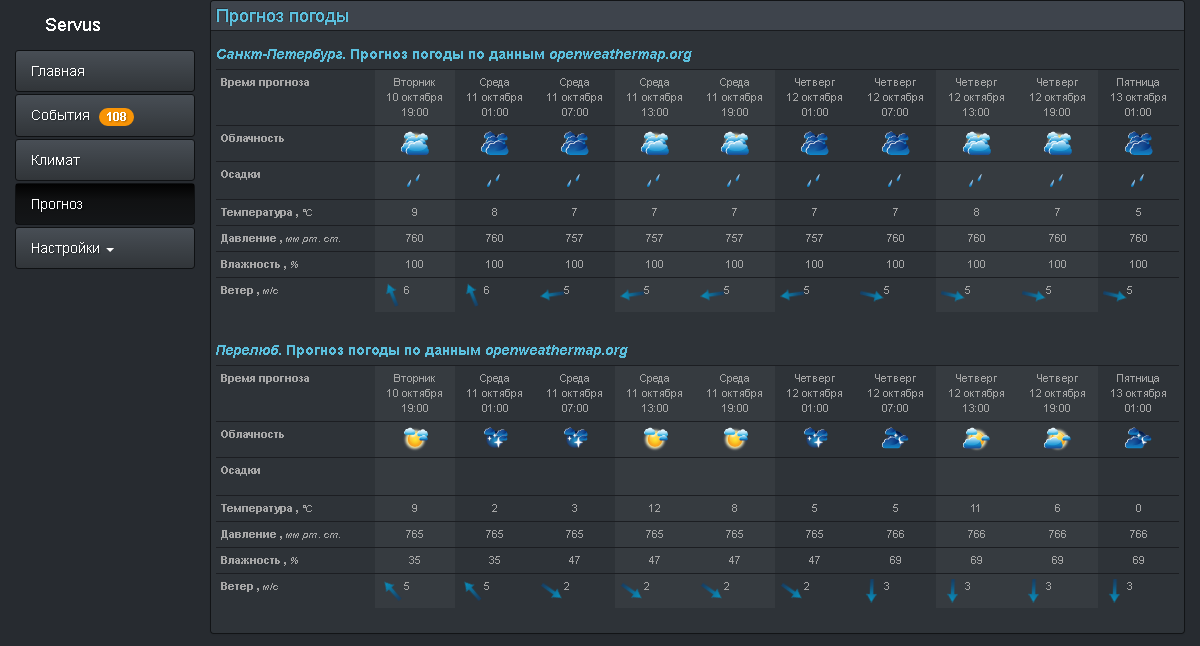 Servus
Главная
События 108
Климат
Прогноз
Настройки
Прогноз погоды
Санкт-Петербург. Прогноз погоды по данным openweathermap.org
Время прогноза Вторник Среда Среда Среда Среда Четверг Четверг Четверг Четверг Пятница
10 октября 11 октября 11 октября 11 октября 11 октября 12 октября 12 октября 12 октября 12 октября 13 октября
19:00 01:00 07:00 13:00 19:00 01:00 07:00 13:00 19:00 01:00
Облачность
Осадки
Температура , °C 9 8 7 7 7 7 7 8 7 5
Давление , мм рт. ст. 760 760 757 757 757 757 760 760 760 760
Влажность , % 100 100 100 100 100 100 100 100 100 100
Ветер , м/с 6 6 5 5 5 5 5 5 5 5
Перелюб. Прогноз погоды по данным openweathermap.org
Время прогноза Вторник Среда Среда Среда Среда Четверг Четверг Четверг Четверг Пятница
10 октября 11 октября 11 октября 11 октября 11 октября 12 октября 12 октября 12 октября 12 октября 13 октября
19:00 01:00 07:00 13:00 19:00 01:00 07:00 13:00 19:00 01:00
Облачность
Осадки
Температура , °C 9 2 3 12 8 5 5 11 6 0
Давление , мм рт. ст. 765 765 765 765 765 765 766 766 766 766
Влажность , % 35 35 47 47 47 47 69 69 69 69
Ветер , м/с 5 5 2 2 2 2 3 3 3 3